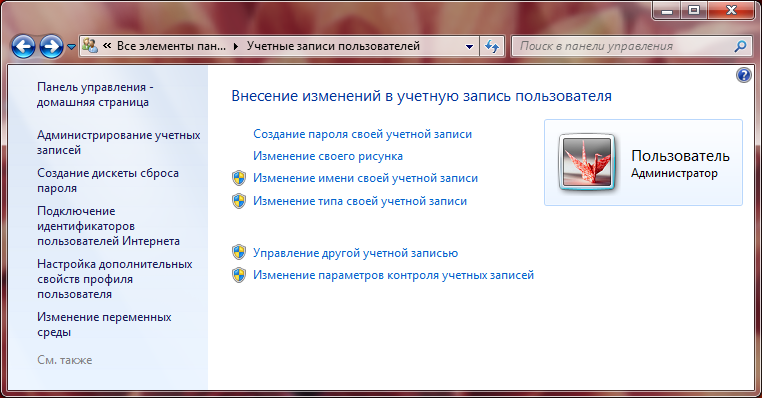 « Все элементы пан... ▸ Учетные записи пользователей
Поиск в панели управления
Панель управления -
домашняя страница
Администрирование учетных
записей
Создание дискеты сброса
пароля
Подключение
идентификаторов
пользователей Интернета
Настройка дополнительных
свойств профиля
пользователя
Изменение переменных
среды
См. также
Внесение изменений в учетную запись пользователя
Создание пароля своей учетной записи
Изменение своего рисунка
Изменение имени своей учетной записи
Изменение типа своей учетной записи
Управление другой учетной записью
Изменение параметров контроля учетных записей
Пользователь
Администратор